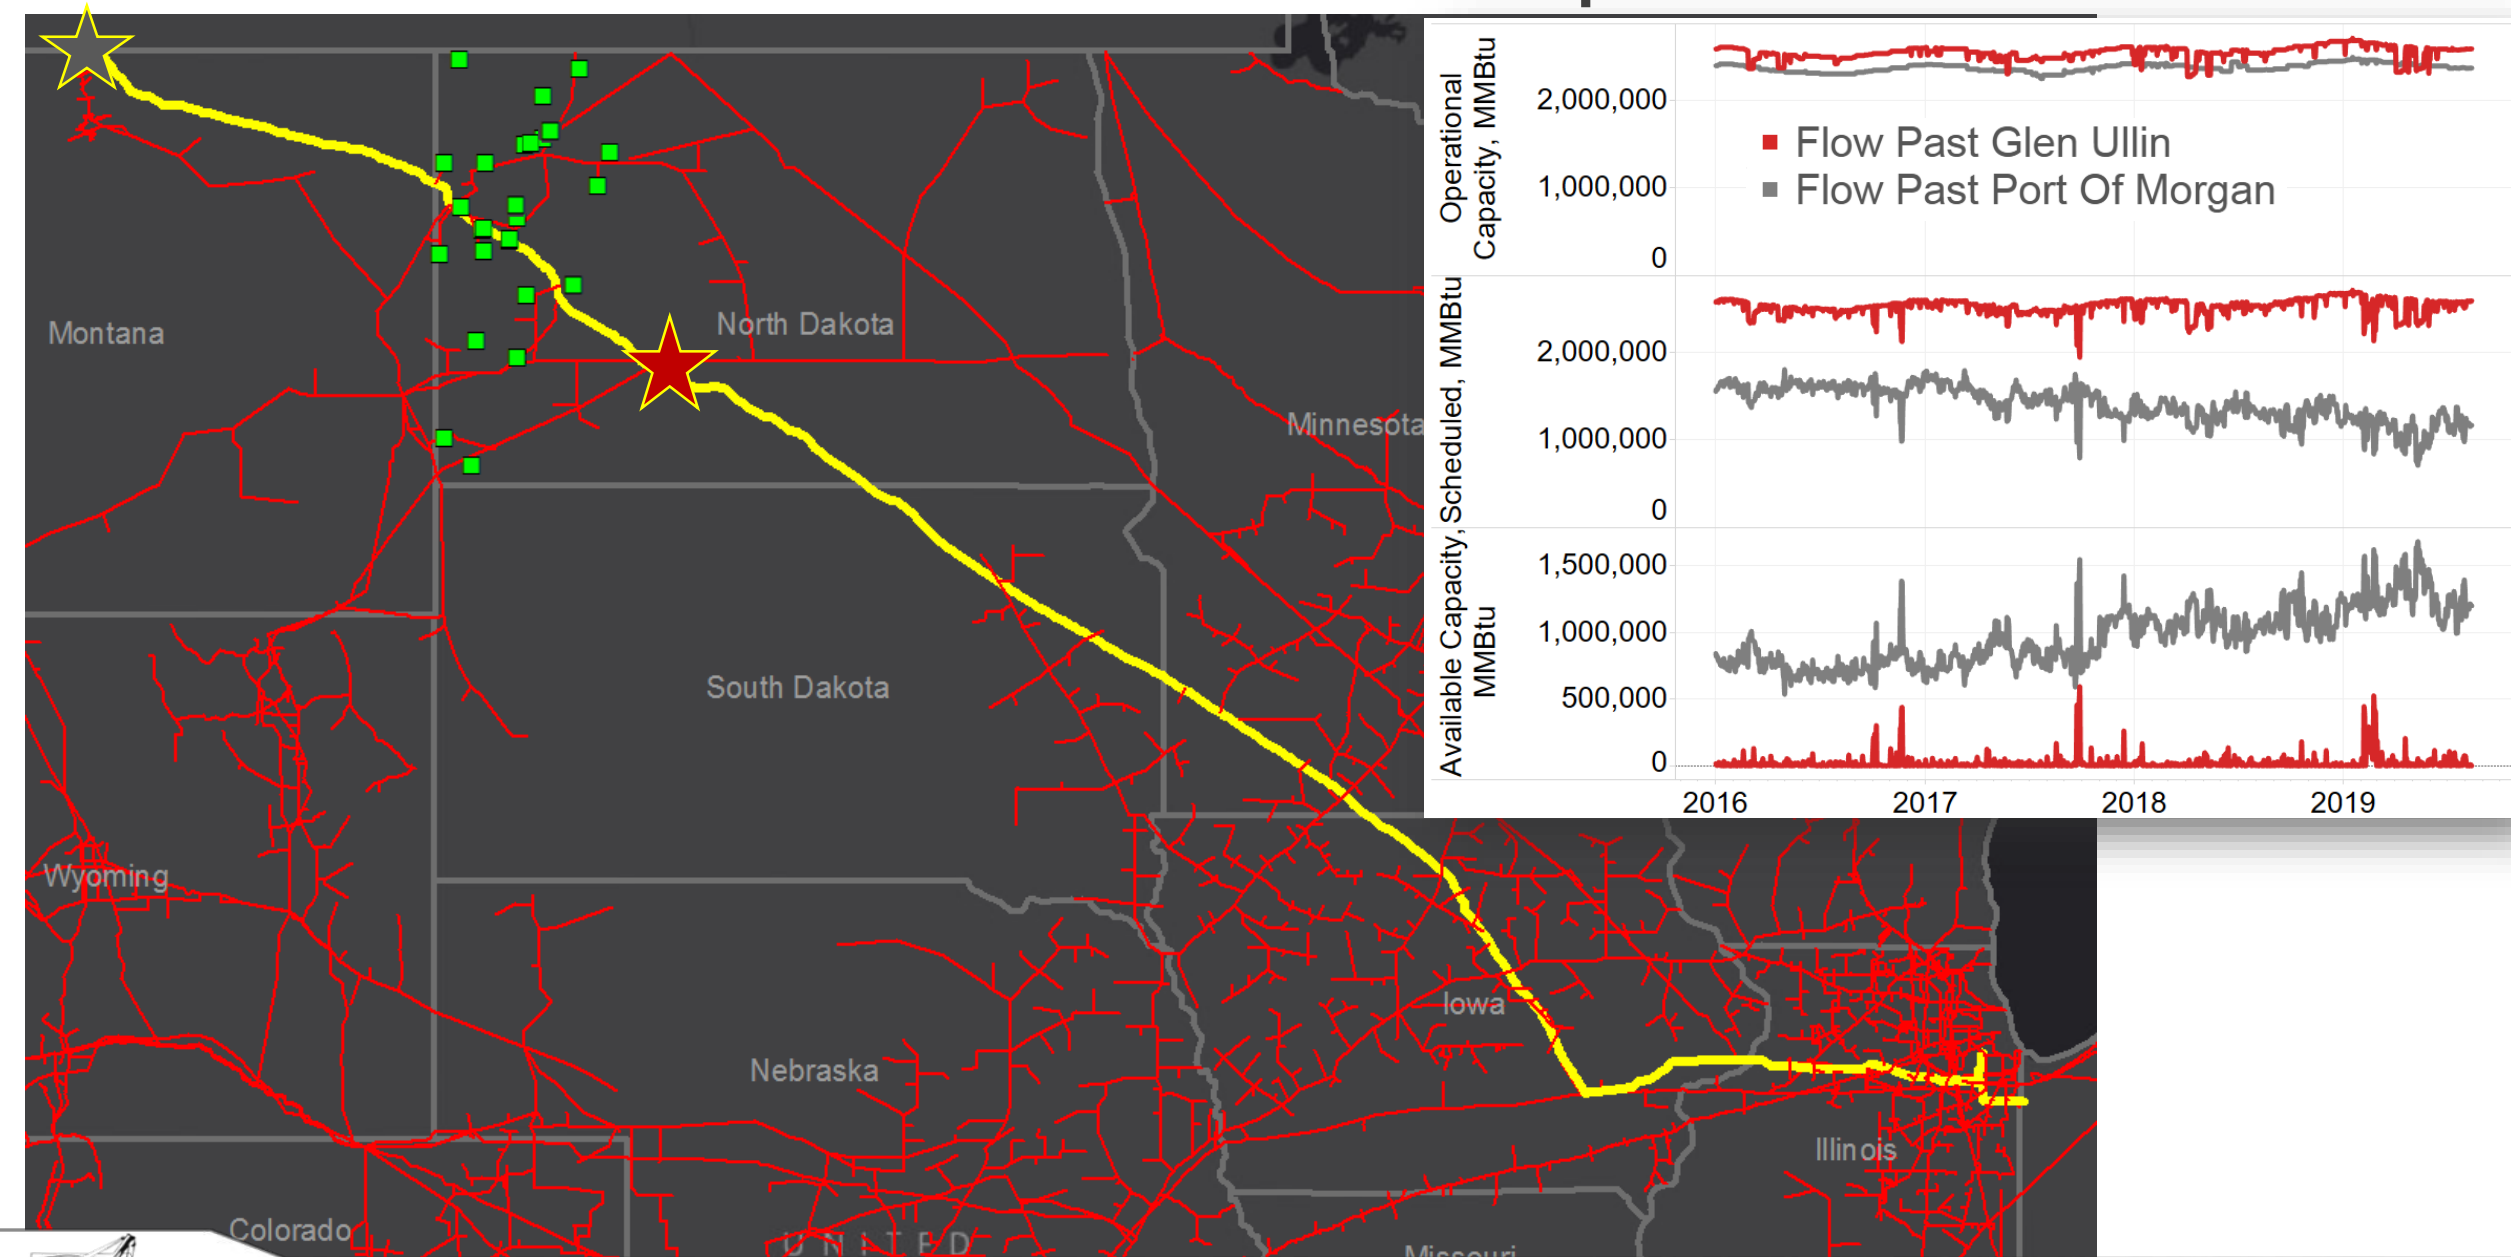 Operational
Capacity, MMBtu
2,000,000
1,000,000
0
Flow Past Glen Ullin
Flow Past Port Of Morgan
Scheduled, MMBtu
2,000,000
1,000,000
0
Available Capacity,
MMBtu
1,500,000
1,000,000
500,000
0
2016 2017 2018 2019
Montana
North Dakota
Minnesota
South Dakota
Wyoming
Iowa
Nebraska
Illinois
Colorado
UNITED
Missouri